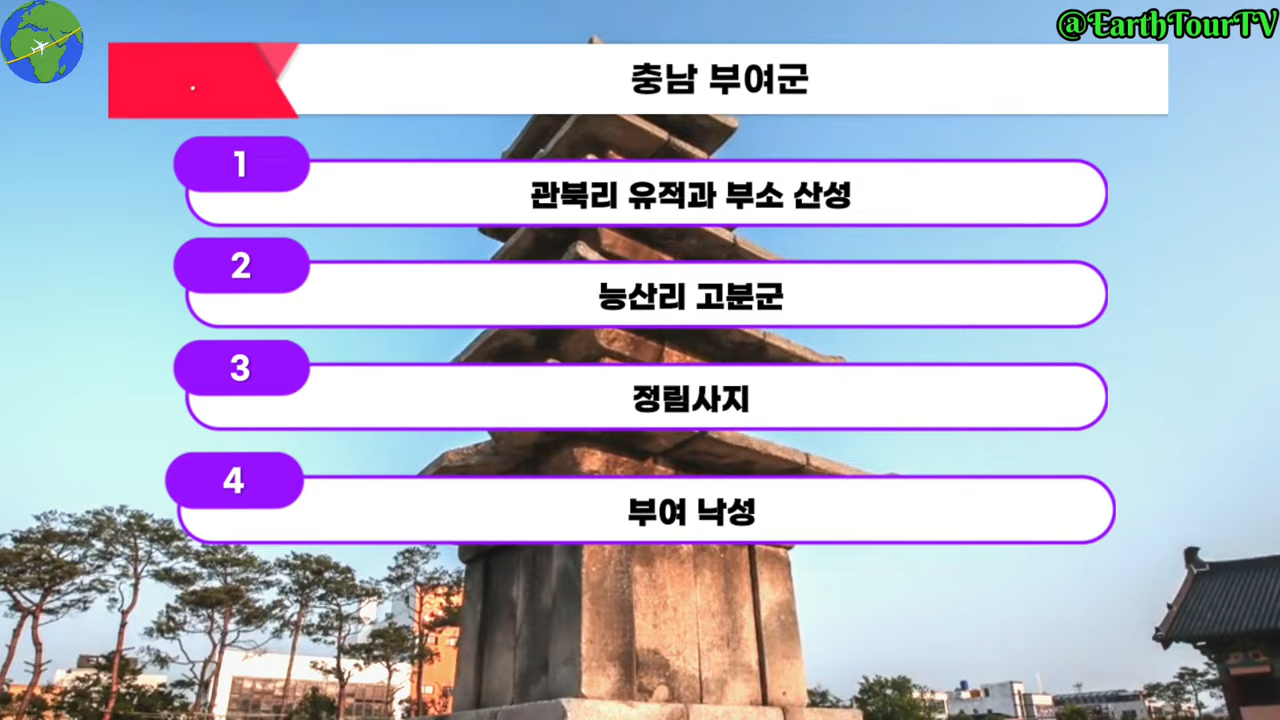 @EarthTourTV
.
충남 부여군
1
관북리 유적과 부소 산성
2
능산리 고분군
3
정림사지
4
부여 낙성